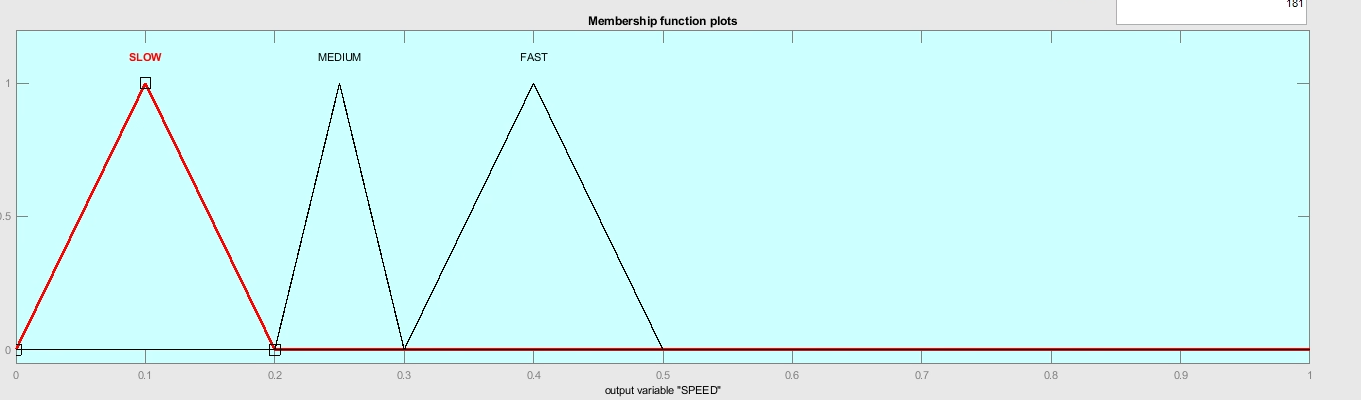 181
Membership function plots
SLOW MEDIUM FAST
1
0.5
0
0 0.1 0.2 0.3 0.4 0.5 0.6 0.7 0.8 0.9 1
output variable "SPEED"